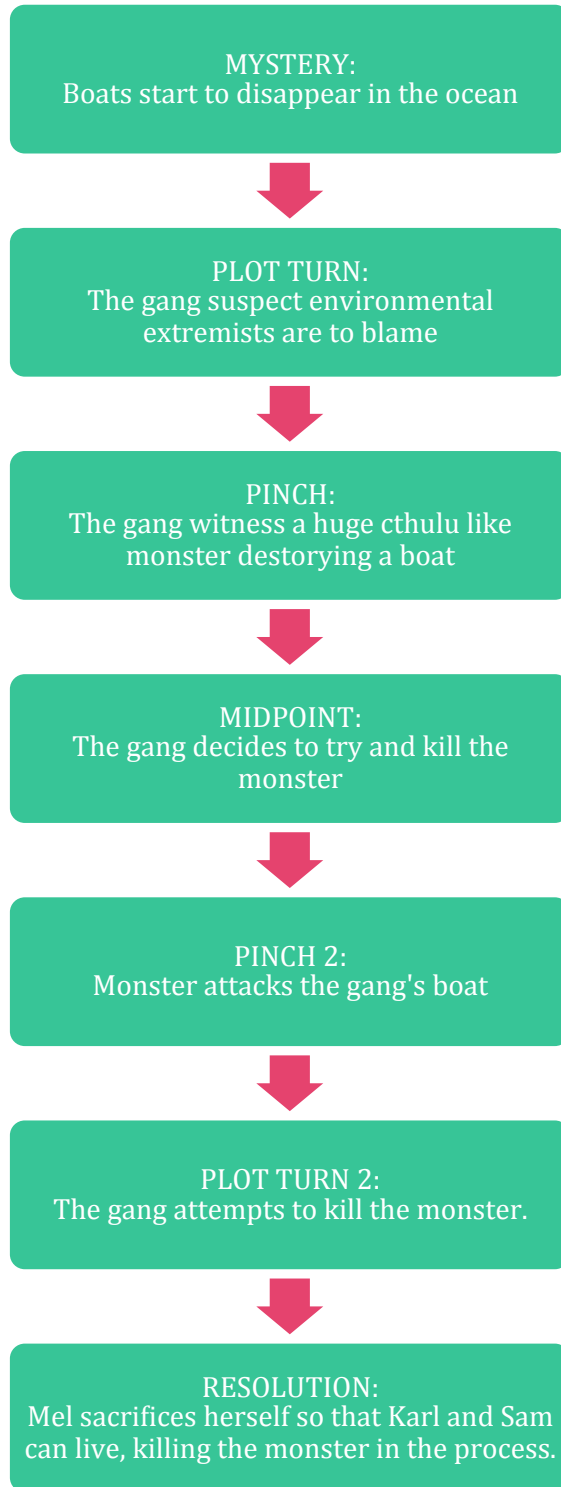 MYSTERY:
Boats start to disappear in the ocean
PLOT TURN:
The gang suspect environmental
extremists are to blame
PINCH:
The gang witness a huge cthulu like
monster destorying a boat
MIDPOINT:
The gang decides to try and kill the
monster
PINCH 2:
Monster attacks the gang's boat
PLOT TURN 2:
The gang attempts to kill the monster.
RESOLUTION:
Mel sacrifices herself so that Karl and Sam
can live, killing the monster in the process.